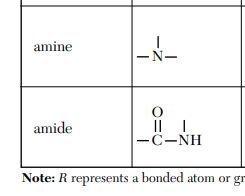 amine
–N–
amide
O
–C–NH
Note: R represents a bonded atom or gr